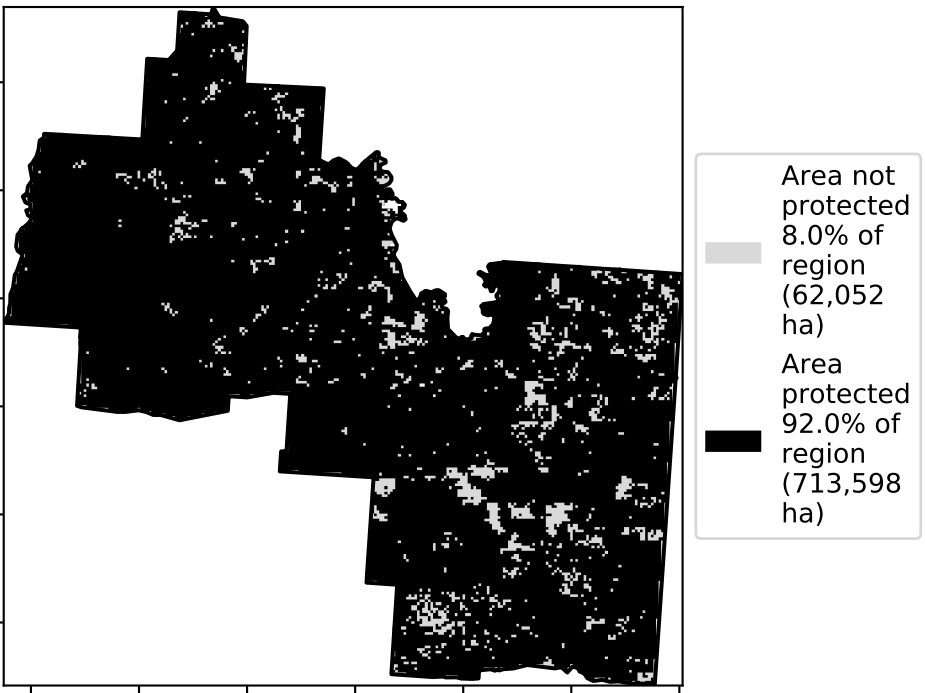 Area not
protected
8.0% of
region
(62,052
ha)
Area
protected
92.0% of
region
(713,598
ha)